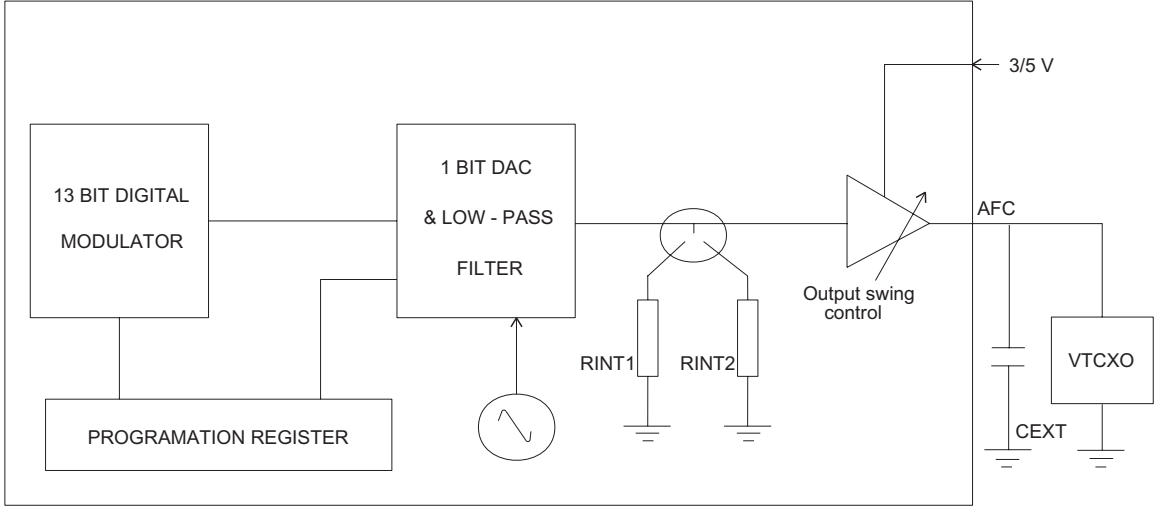 3/5 V
13 BIT DIGITAL
MODULATOR
1 BIT DAC
& LOW - PASS
FILTER
AFC
Output swing
control
RINT1
RINT2
VTCXO
CEXT
PROGRAMATION REGISTER